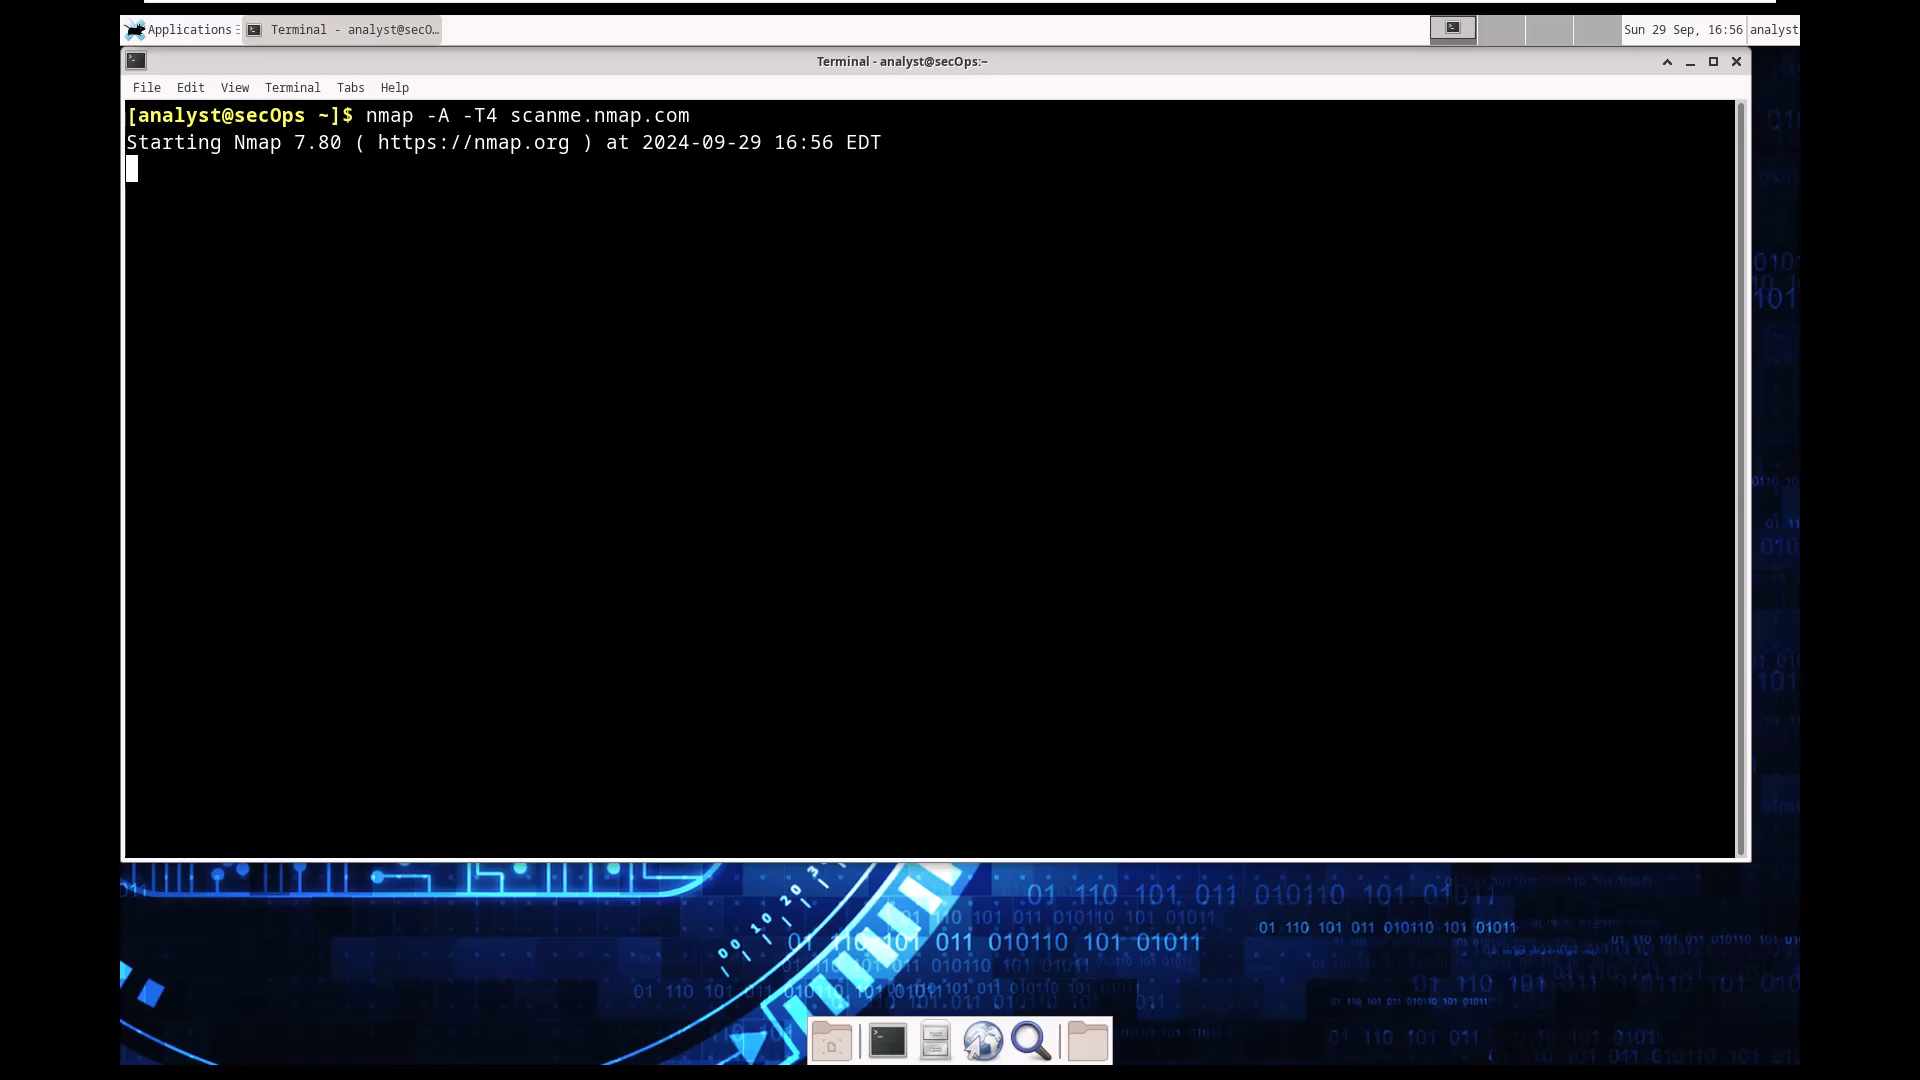 Applications
Terminal - analyst@secO…
Sun 29 Sep, 16:56
analyst
Terminal - analyst@secOps:~
File Edit View Terminal Tabs Help
[analyst@secOps ~]$ nmap -A -T4 scanme.nmap.com
Starting Nmap 7.80 ( https://nmap.org ) at 2024-09-29 16:56 EDT
00 10 20
01 110 101 011 010110 101 01011
01 110 101 011 010110 101 01011
01 110 101 011 010110 101 01011